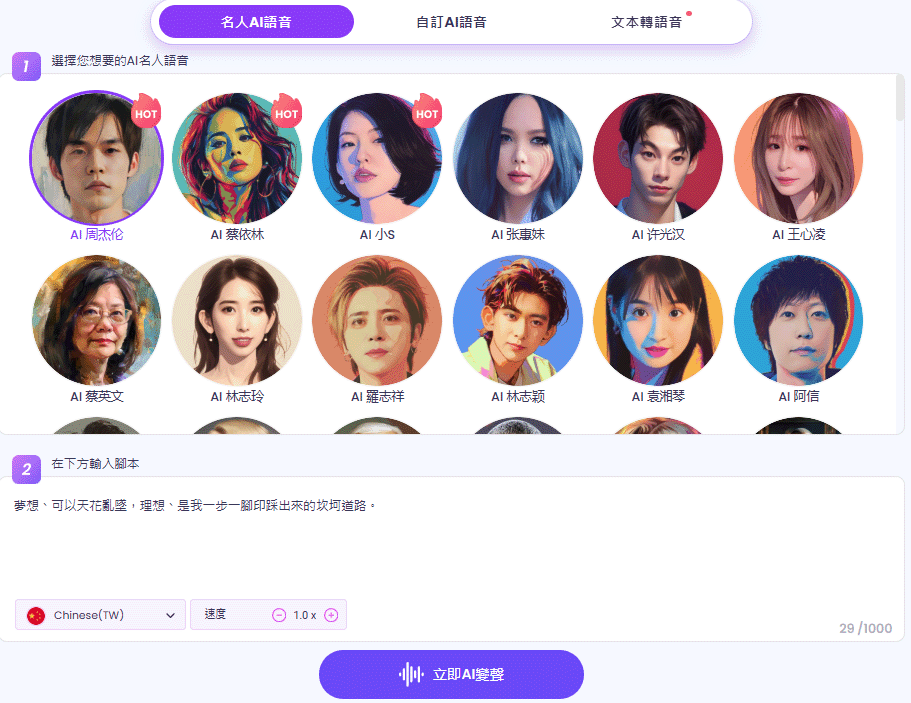 名人AI語音
自訂AI語音
文本轉語音
1 選擇您想要的AI名人語音
HOT
HOT
HOT
AI 周杰伦
AI 蔡依林
AI 小S
AI 张惠妹
AI 许光汉
AI 王心凌
AI 蔡英文
AI 林志玲
AI 羅志祥
AI 林志颖
AI 袁湘琴
AI 阿信
2 在下方輸入腳本
夢想、可以天花亂墜，理想、是我一步一腳印踩出來的坎坷道路。
Chinese(TW)
速度
1.0 x
29 /1000
立即AI變聲